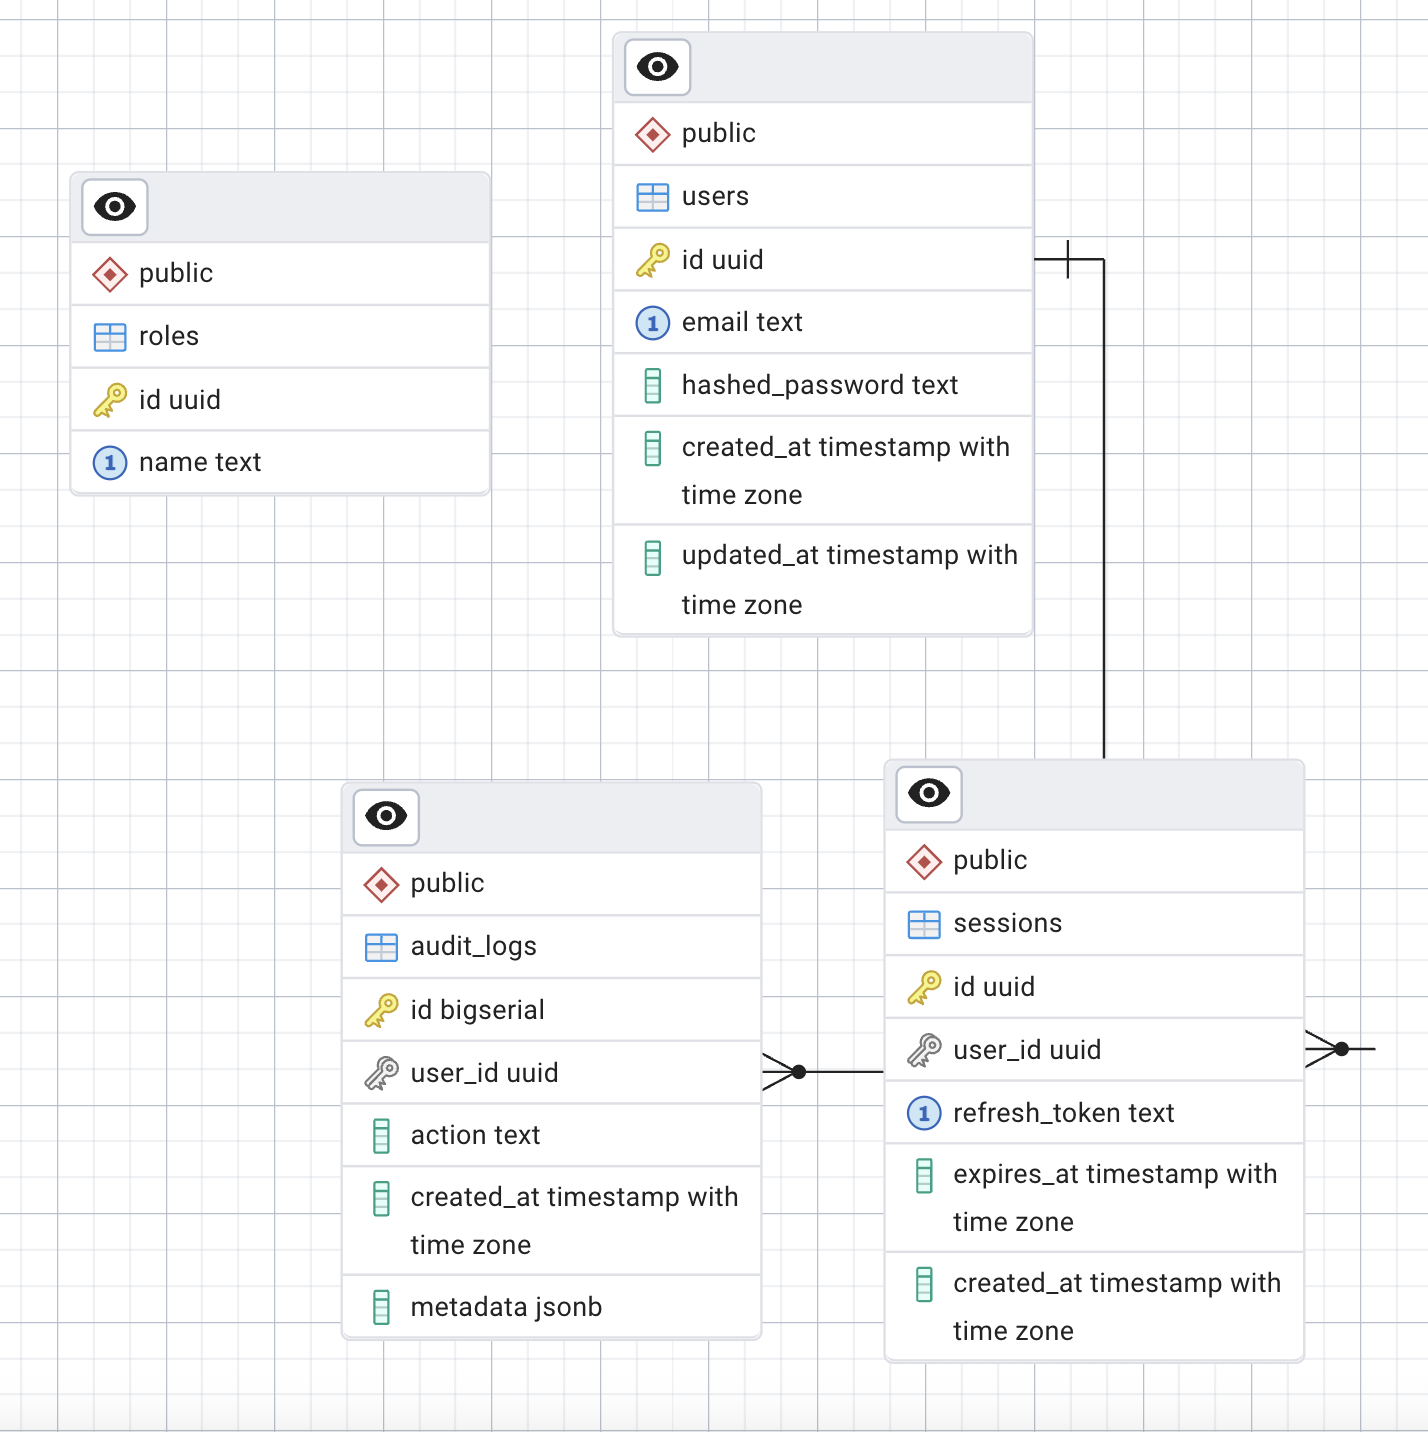 public
roles
id uuid
1 name text
public
users
id uuid
1 email text
hashed_password text
created_at timestamp with
time zone
updated_at timestamp with
time zone
public
audit_logs
id bigserial
user_id uuid
action text
created_at timestamp with
time zone
metadata jsonb
public
sessions
id uuid
user_id uuid
1 refresh_token text
expires_at timestamp with
time zone
created_at timestamp with
time zone